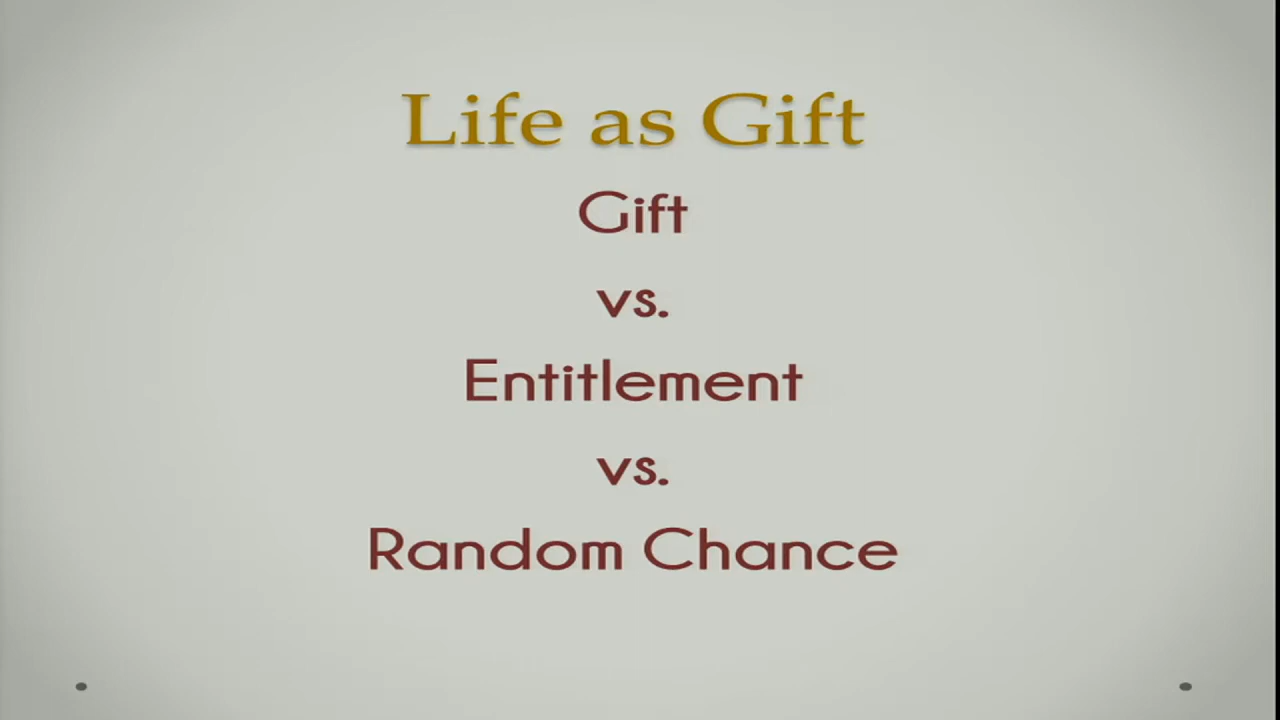 Life as Gift
Gift
vs.
Entitlement
vs.
Random Chance